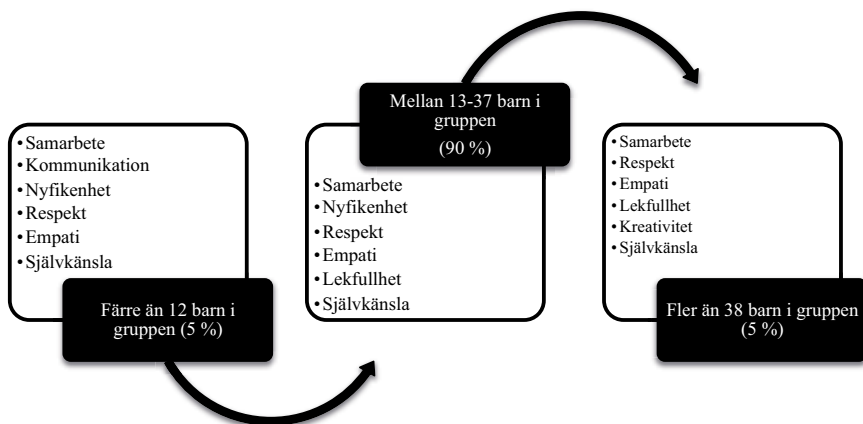 •Samarbete
•Kommunikation
•Nyfikenhet
•Respekt
•Empati
•Självkänsla
Färre än 12 barn i
gruppen (5 %)
Mellan 13-37 barn i
gruppen
(90 %)
•Samarbete
•Nyfikenhet
•Respekt
•Empati
•Lekfullhet
•Självkänsla
•Samarbete
•Respekt
•Empati
•Lekfullhet
•Kreativitet
•Självkänsla
Fler än 38 barn i gruppen
(5 %)